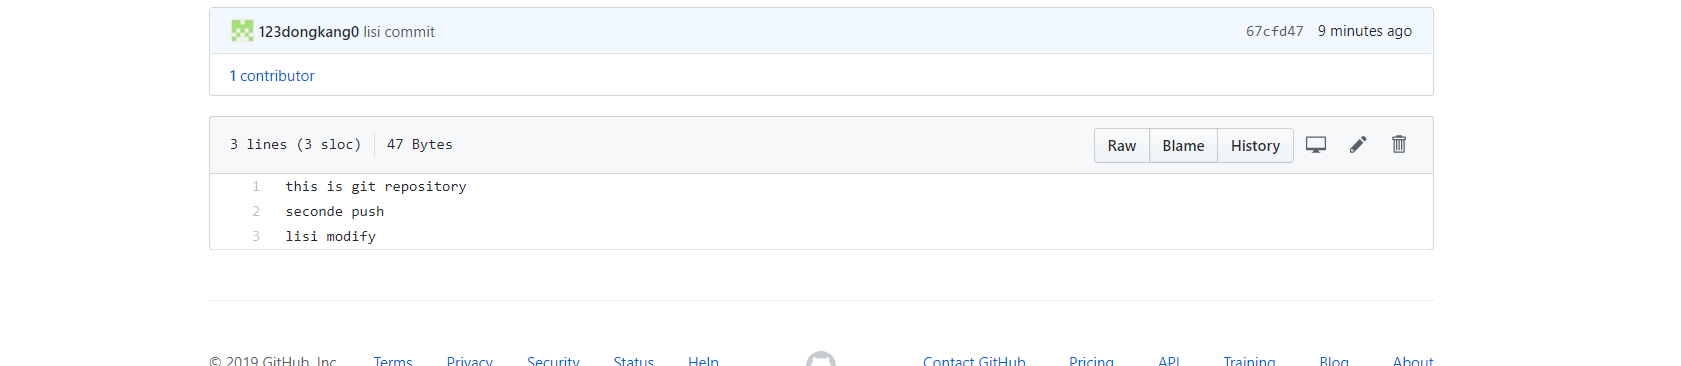 123dongkang0 lisi commit 67cfd47 9 minutes ago
1 contributor
3 lines (3 sloc) 47 Bytes Raw Blame History
1 this is git repository
2 seconde push
3 lisi modify
© 2019 GitHub, Inc. Terms Privacy Security Status Help Contact GitHub Pricing API Training Blog About